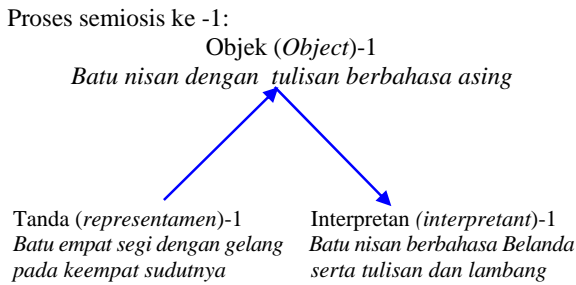 Proses semiosis ke -1:
Objek (Object)-1
Batu nisan dengan tulisan berbahasa asing
Tanda (representamen)-1
Batu empat segi dengan gelang
pada keempat sudutnya
Interpretan (interpretant)-1
Batu nisan berbahasa Belanda
serta tulisan dan lambang